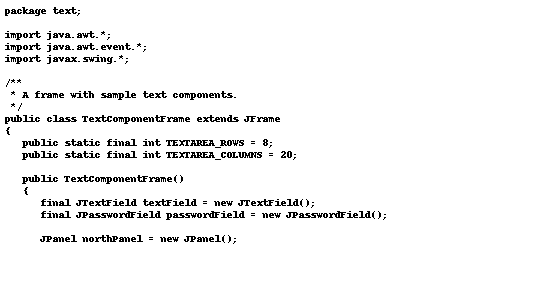 package text;

import java.awt.*;
import java.awt.event.*;
import javax.swing.*;

/**
 * A frame with sample text components.
 */
public class TextComponentFrame extends JFrame
{
   public static final int TEXTAREA_ROWS = 8;
   public static final int TEXTAREA_COLUMNS = 20;

   public TextComponentFrame()
   {
      final JTextField textField = new JTextField();
      final JPasswordField passwordField = new JPasswordField();

      JPanel northPanel = new JPanel();